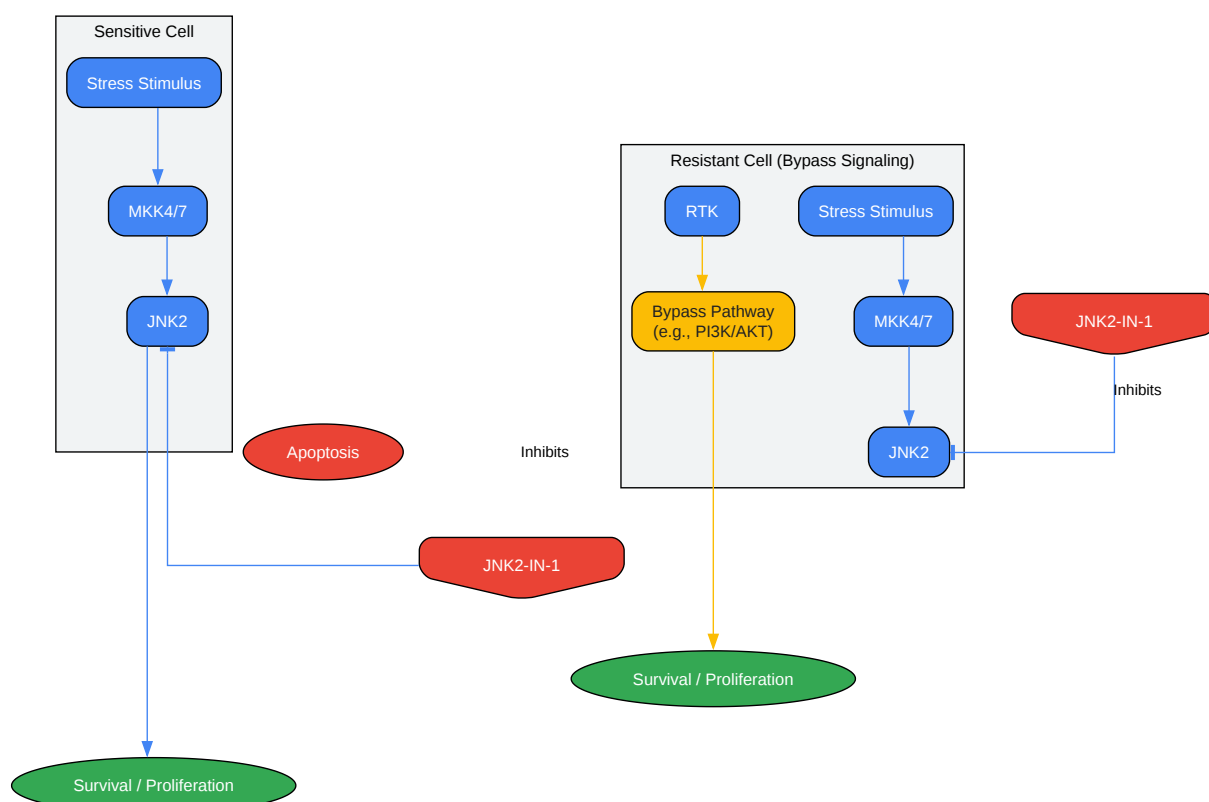 Sensitive Cell
Stress Stimulus
MKK4/7
JNK2
Apoptosis
Inhibits
JNK2-IN-1
Survival / Proliferation
Resistant Cell (Bypass Signaling)
RTK
Stress Stimulus
Bypass Pathway
(e.g., PI3K/AKT)
MKK4/7
JNK2
JNK2-IN-1
Inhibits
Survival / Proliferation